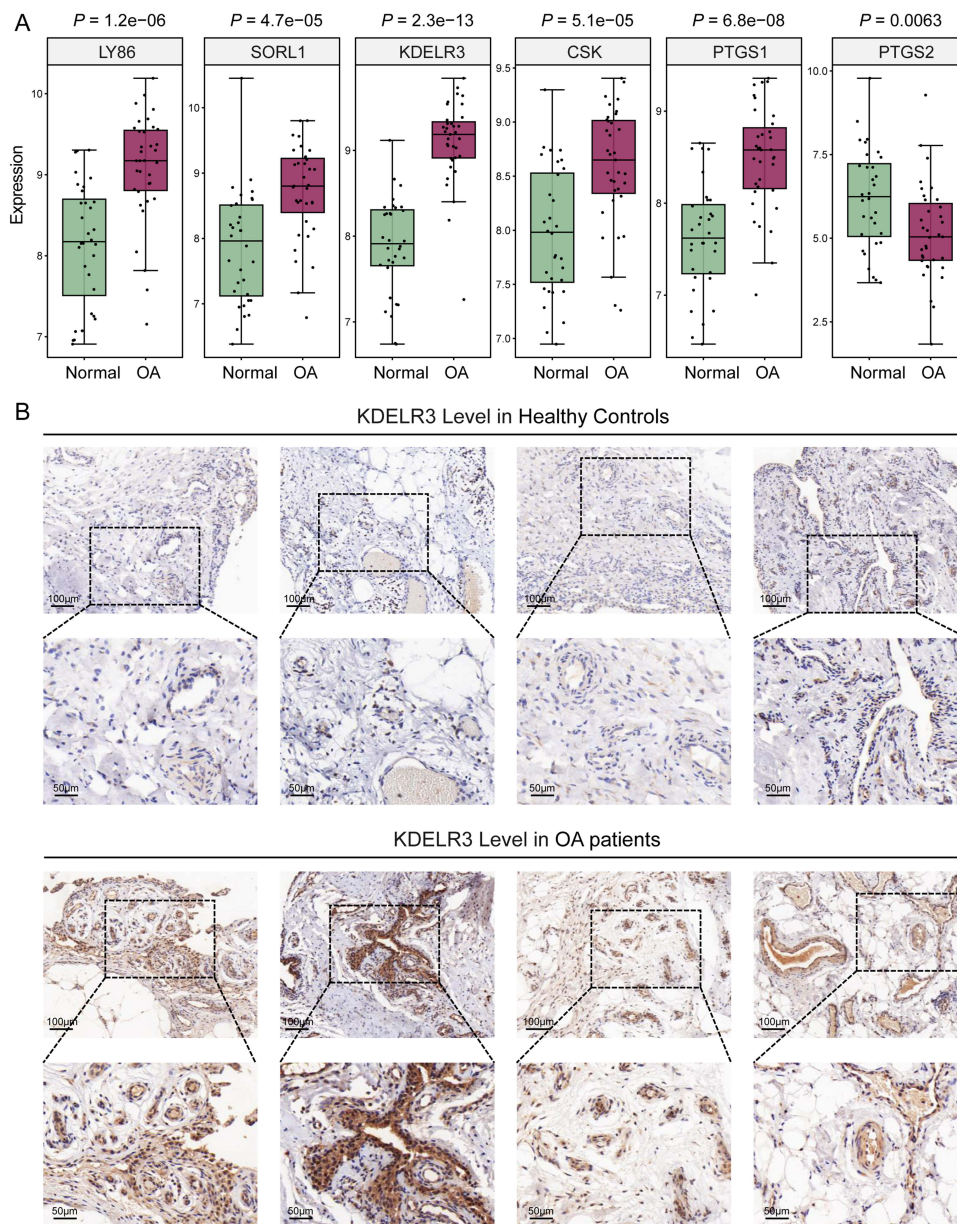 A
P = 1.2e−06 P = 4.7e−05 P = 2.3e−13 P = 5.1e−05 P = 6.8e−08 P = 0.0063
LY86 SORL1 KDELR3 CSK PTGS1 PTGS2
Expression
10
9
8
7
10
9
8
7
9
8
7
9.5
9.0
8.5
8.0
7.5
7.0
9
8
7
10.0
7.5
5.0
2.5
Normal OA Normal OA Normal OA Normal OA Normal OA Normal OA
B
KDELR3 Level in Healthy Controls
100μm 100μm 100μm 100μm
50μm 50μm 50μm 50μm
KDELR3 Level in OA patients
100μm 100μm 100μm 100μm
50μm 50μm 50μm 50μm